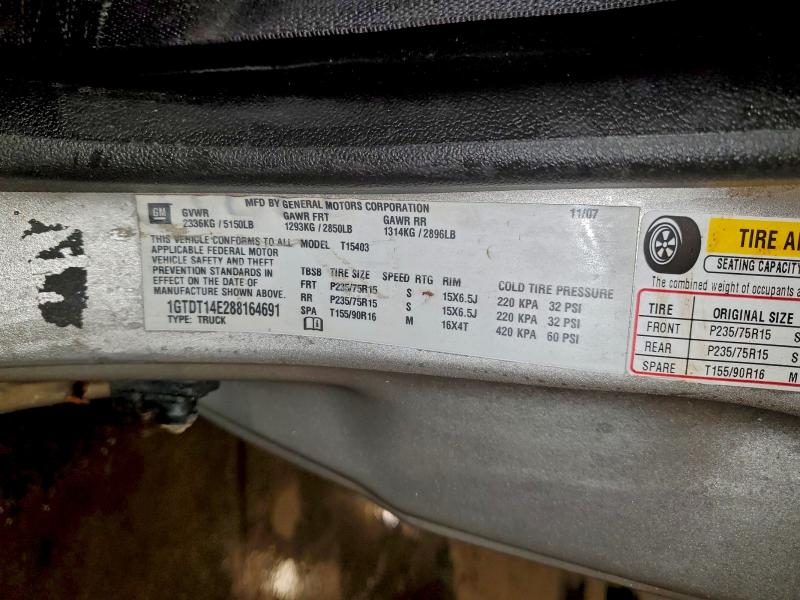 MFD BY GENERAL MOTORS CORPORATION
GM GVWR GAWR FRT GAWR RR 11/07
2336KG / 5150LB 1293KG / 2850LB 1314KG / 2896LB
THIS VEHICLE CONFORMS TO ALL MODEL T15403
APPLICABLE FEDERAL MOTOR
VEHICLE SAFETY AND THEFT
PREVENTION STANDARDS IN
EFFECT ON THE DATE OF
MANUFACTURE SHOWN ABOVE.
1GTDT14E288164691
TYPE: TRUCK
TBSB TIRE SIZE SPEED RTG RIM COLD TIRE PRESSURE
FRT P235/75R15 S 15X6.5J 220 KPA 32 PSI
RR P235/75R15 S 15X6.5J 220 KPA 32 PSI
SPA T155/90R16 M 16X4T 420 KPA 60 PSI
TIRE
SEATING CAPACITY
The combined weight of occupants
TIRE ORIGINAL SIZE
FRONT P235/75R15 S
REAR P235/75R15 S
SPARE T155/90R16 M